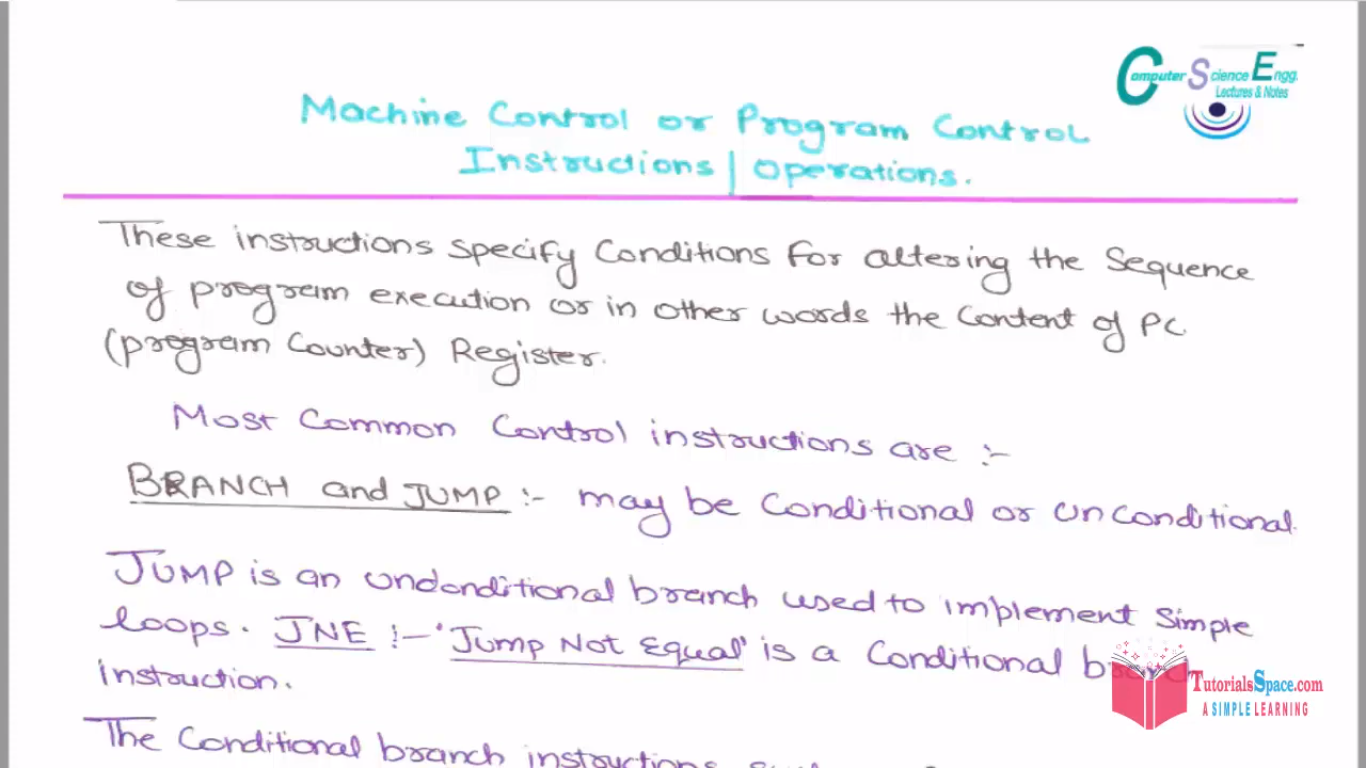 Computer Science Engg.
Lectures & Notes
Machine Control or Program Control
Instructions | Operations.
These instructions specify Conditions for altering the Sequence
of program execution or in other words the Content of PC
(program Counter) Register.
Most Common Control instructions are :-
BRANCH and JUMP :- may be Conditional or unconditional.
JUMP is an unconditional branch used to implement Simple
loops. JNE :- 'Jump Not Equal' is a Conditional branch
instruction.
TutorialsSpace.com
A SIMPLE LEARNING
The Conditional branch instructions